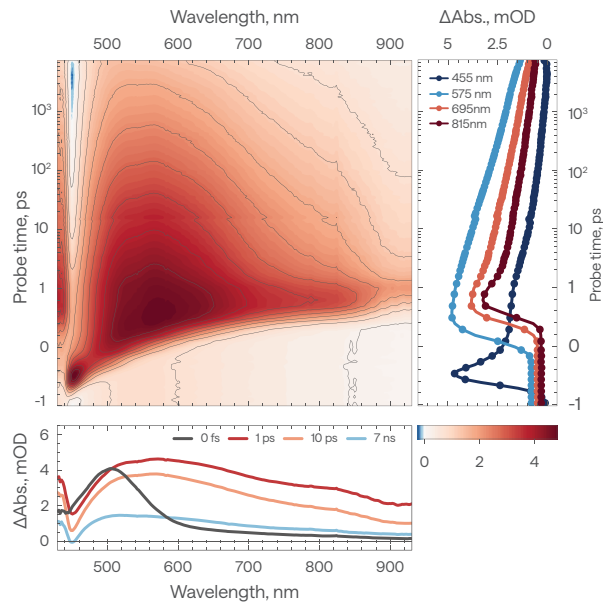 Wavelength, nm
ΔAbs., mOD
500 600 700 800 900
5 2.5 0
455 nm
575 nm
695nm
815nm
10³
10²
10
1
0
-1
Probe time, ps
10³
10²
10
1
0
-1
Probe time, ps
0 fs 1 ps 10 ps 7 ns
6
4
2
0
ΔAbs., mOD
500 600 700 800 900
Wavelength, nm
0 2 4